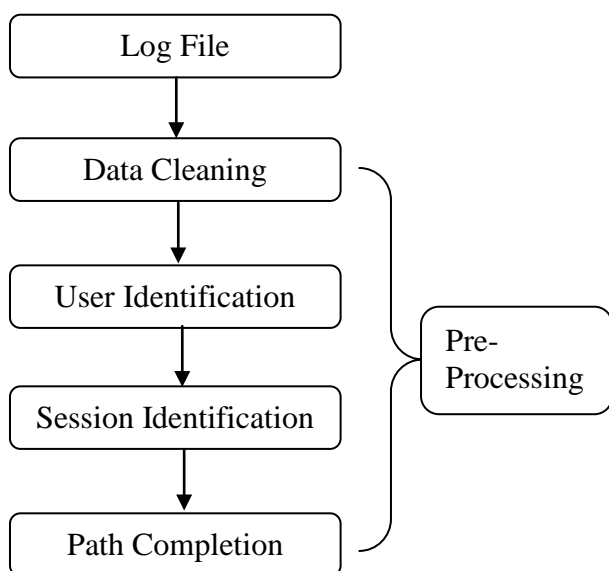 Log File
Data Cleaning
User Identification
Session Identification
Path Completion
Pre-
Processing